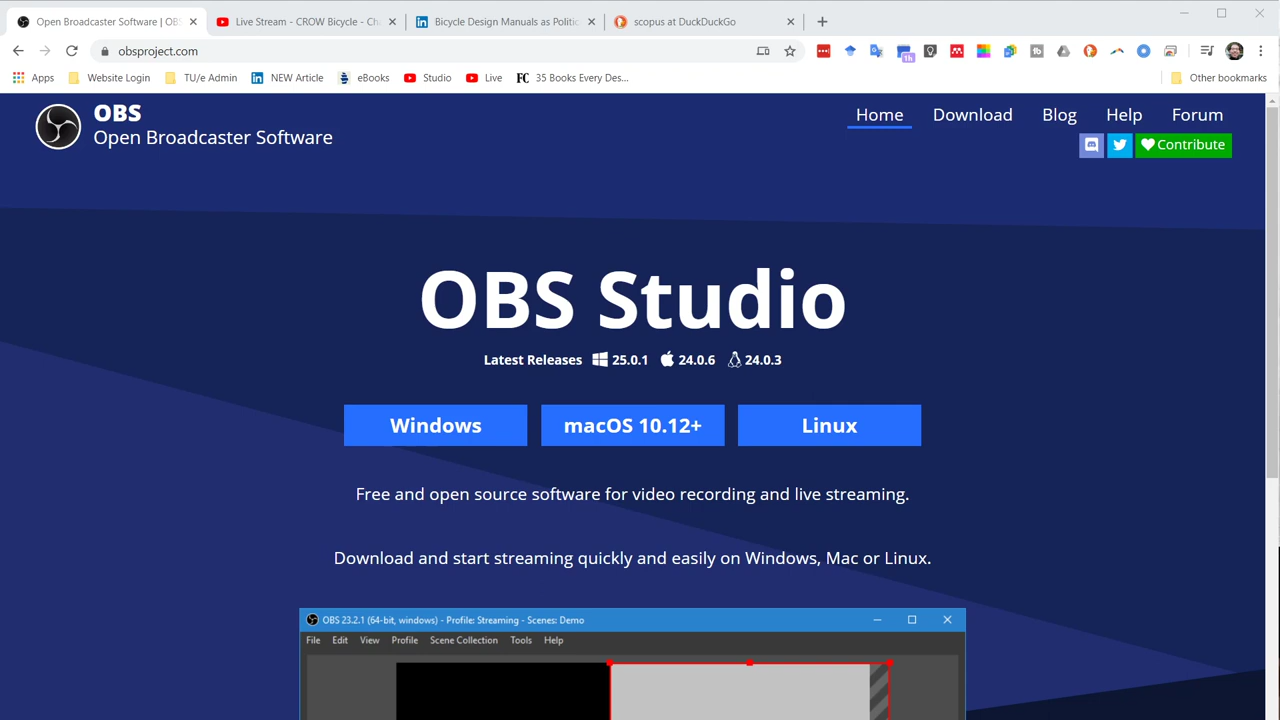 Open Broadcaster Software | OBS
Live Stream - CROW Bicycle - Cha
Bicycle Design Manuals as Politic
scopus at DuckDuckGo
obsproject.com
1h
Apps
Website Login
TU/e Admin
NEW Article
eBooks
Studio
Live
FC 35 Books Every Des...
Other bookmarks
OBS
Open Broadcaster Software
Home
Download
Blog
Help
Forum
Contribute
OBS Studio
Latest Releases 25.0.1 24.0.6 24.0.3
Windows
macOS 10.12+
Linux
Free and open source software for video recording and live streaming.
Download and start streaming quickly and easily on Windows, Mac or Linux.
OBS 23.2.1 (64-bit, windows) - Profile: Streaming - Scenes: Demo
File Edit View Profile Scene Collection Tools Help